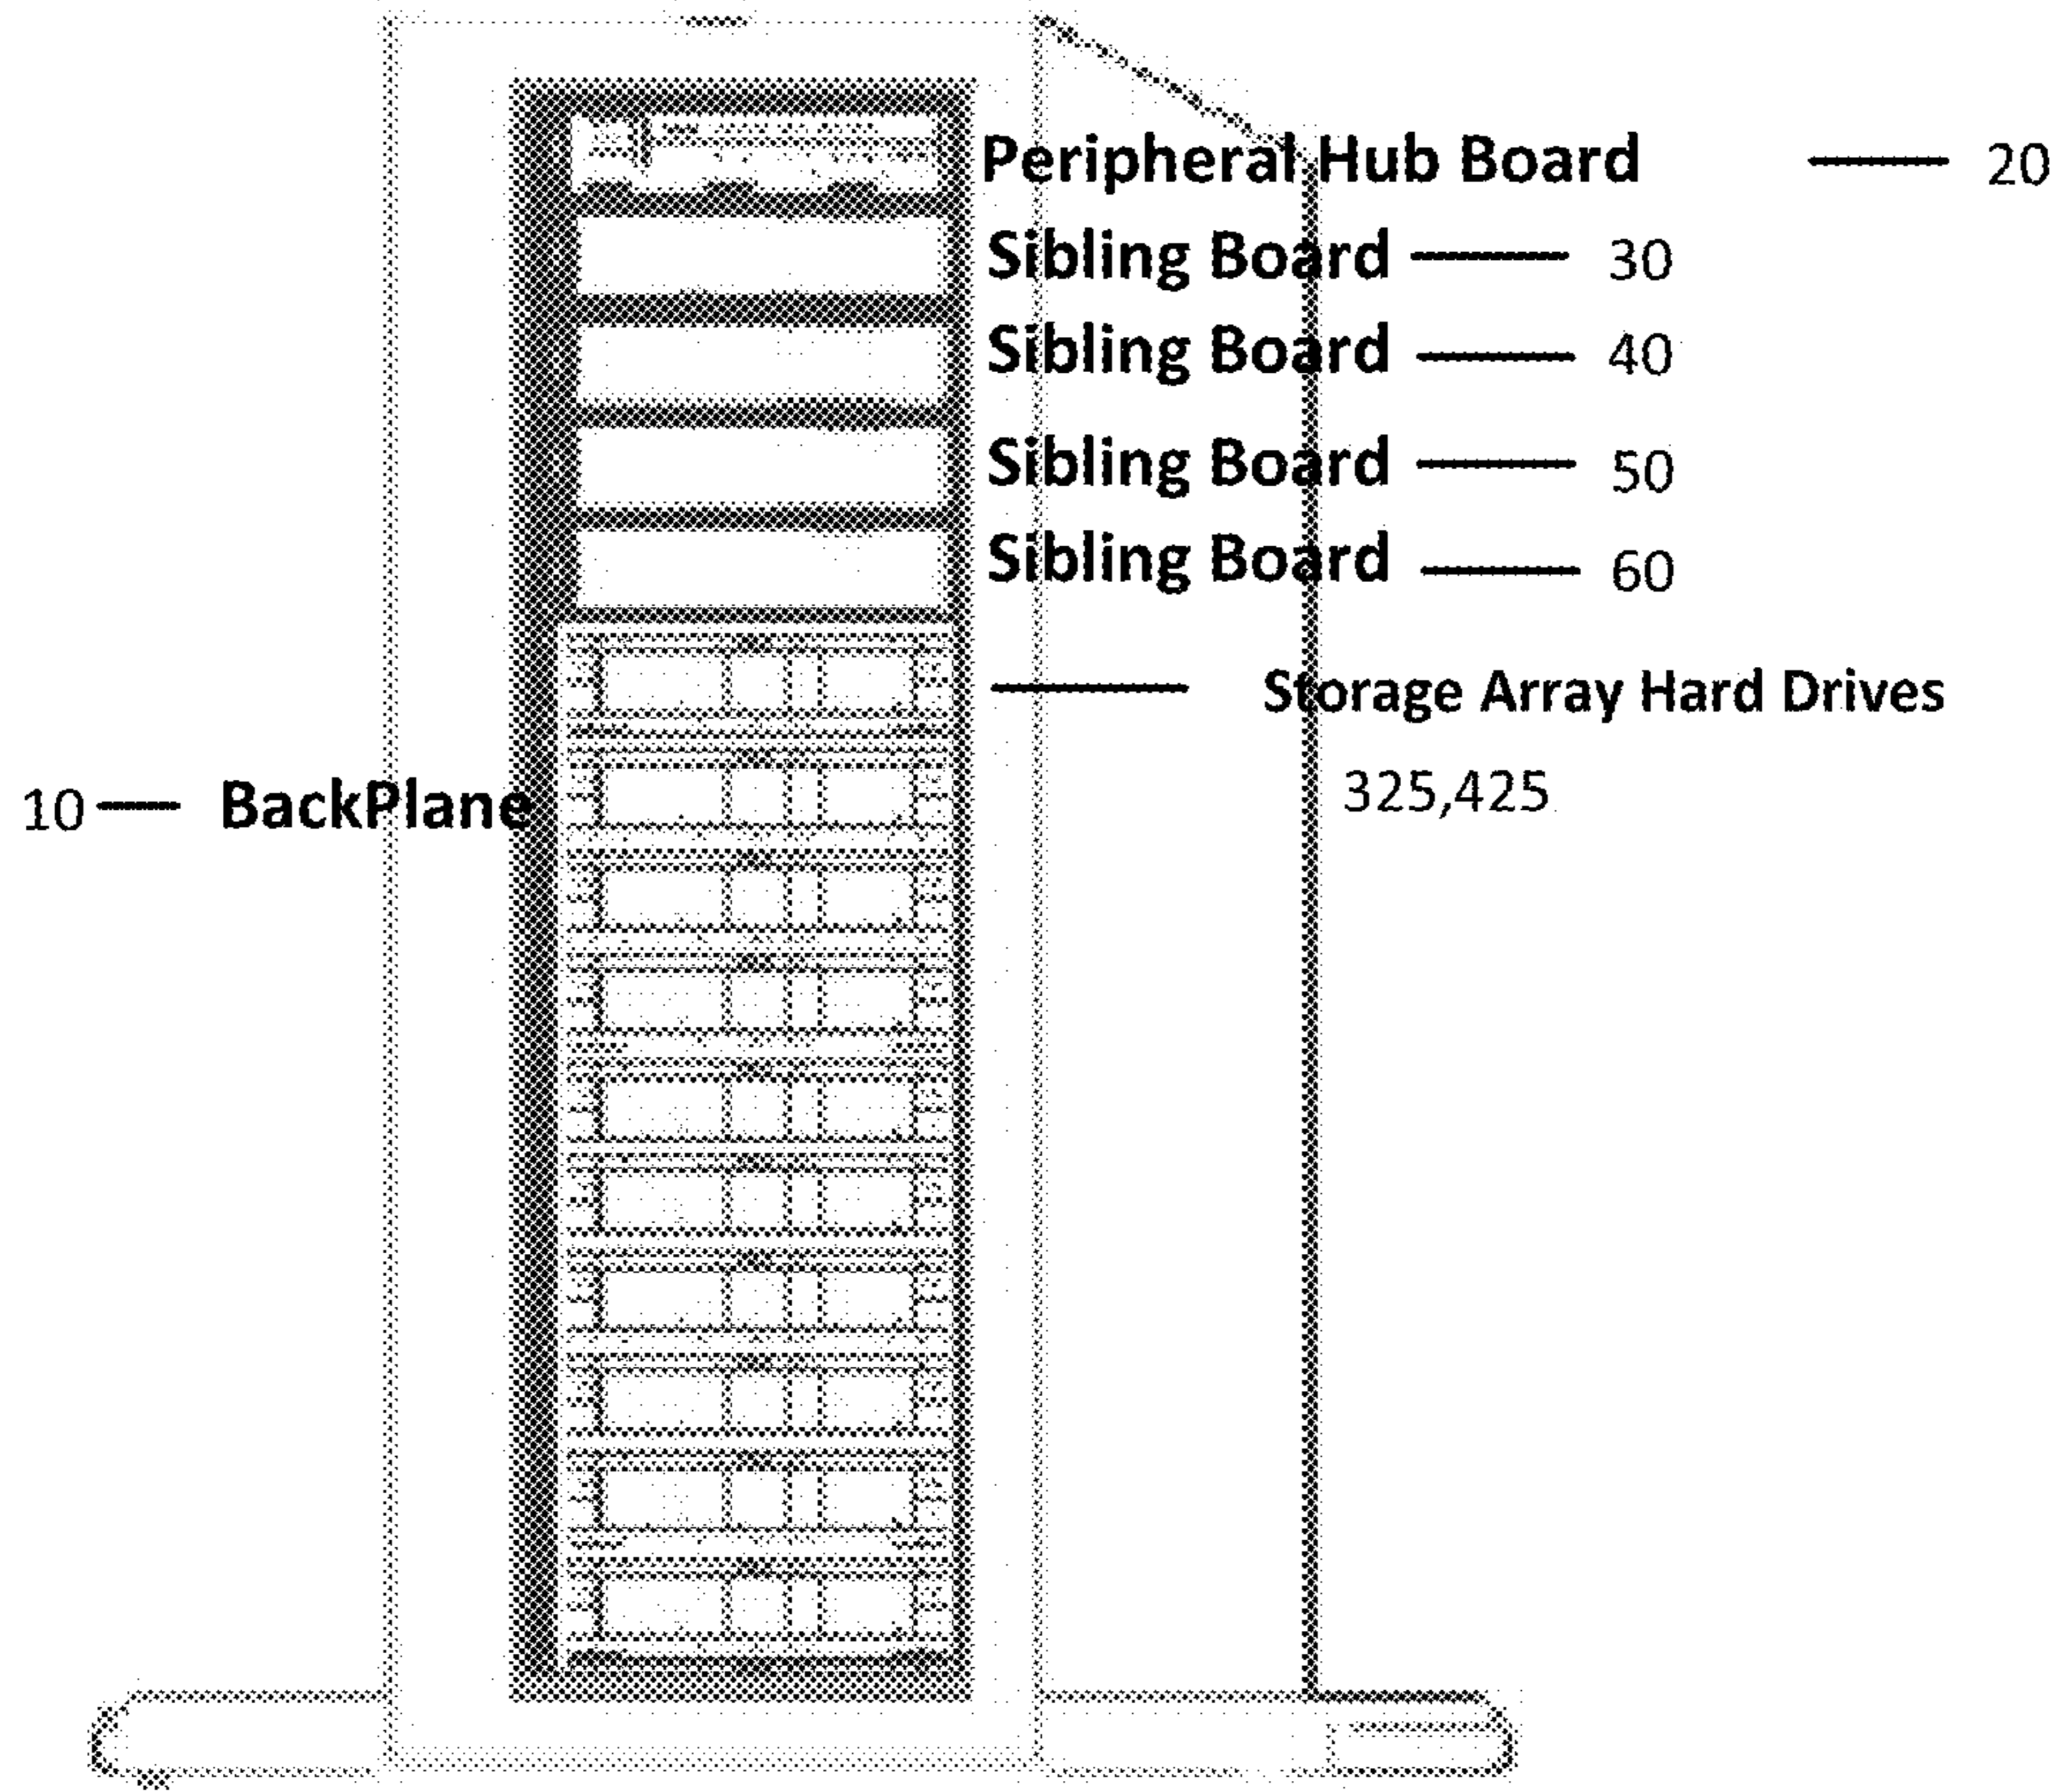 Peripheral Hub Board 20
Sibling Board 30
Sibling Board 40
Sibling Board 50
Sibling Board 60
Storage Array Hard Drives
325,425
10 BackPlane